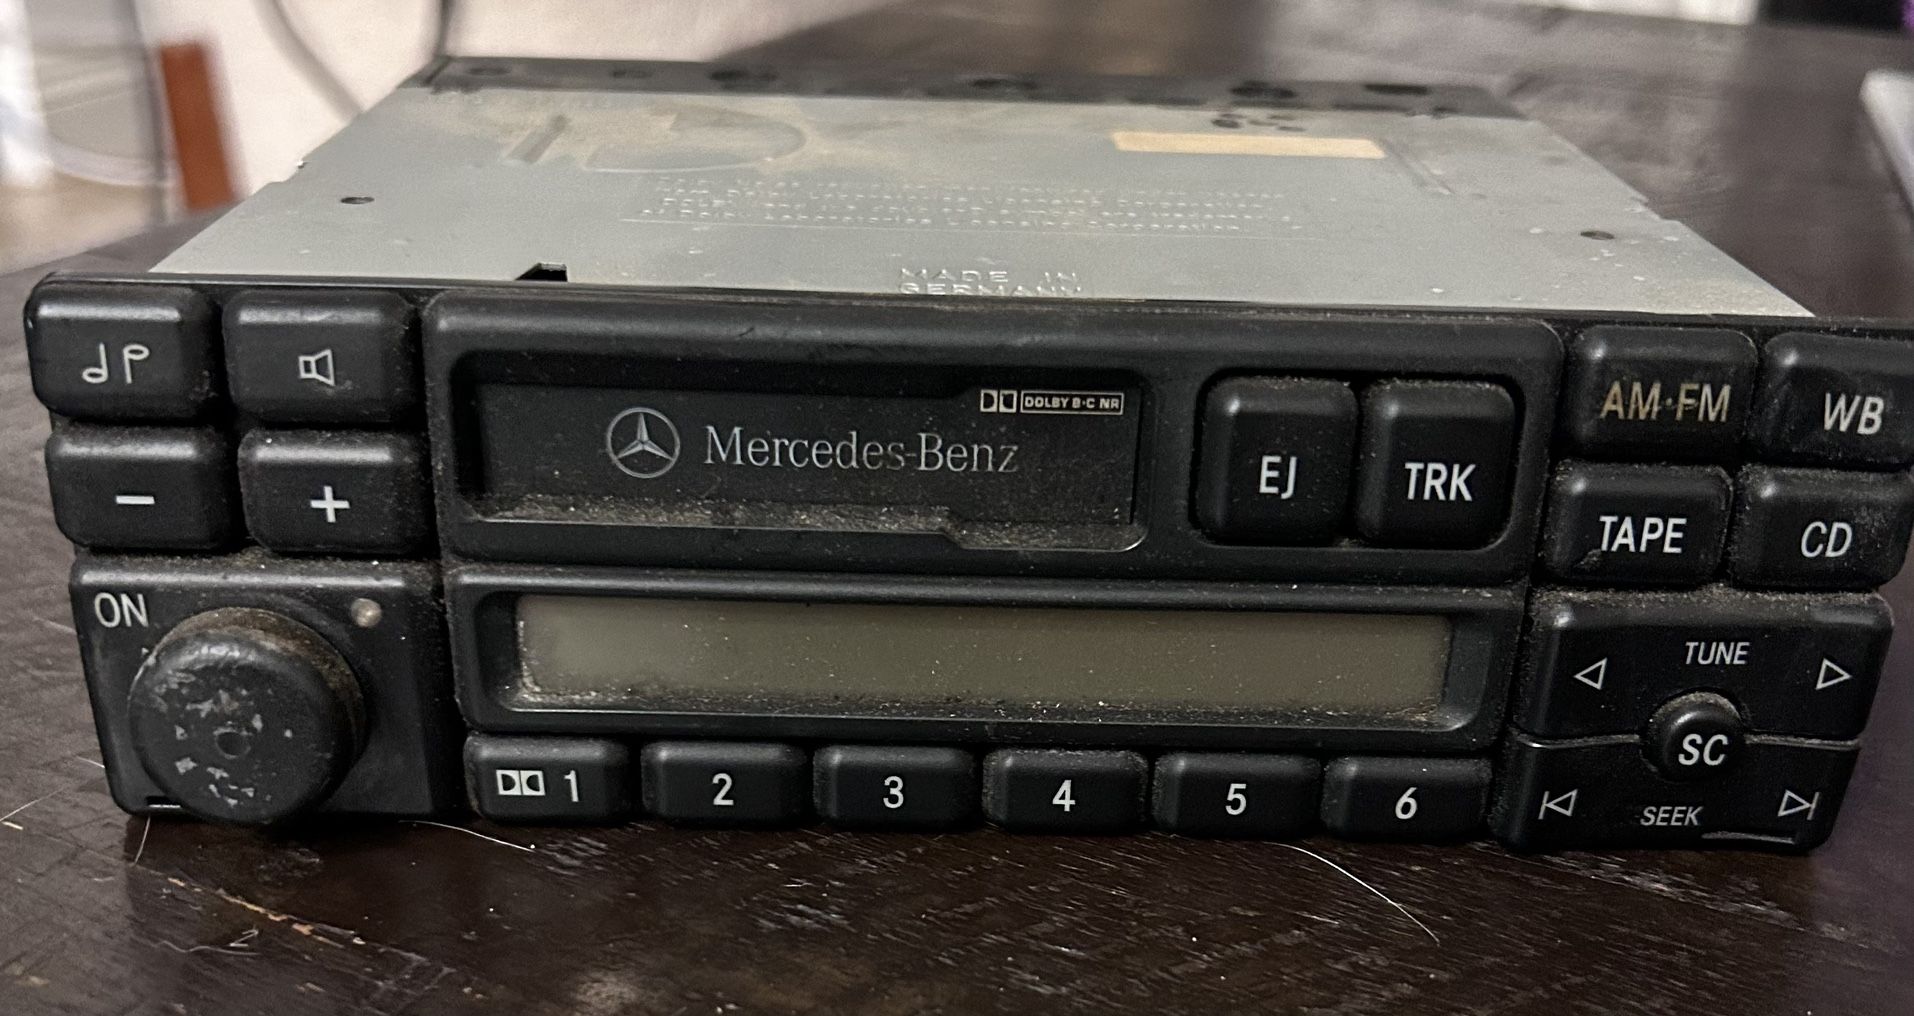 MADE IN
GERMANY
DOLBY B·C NR
Mercedes-Benz
EJ
TRK
AM·FM
WB
TAPE
CD
−
+
ON
TUNE
SC
SEEK
1
2
3
4
5
6